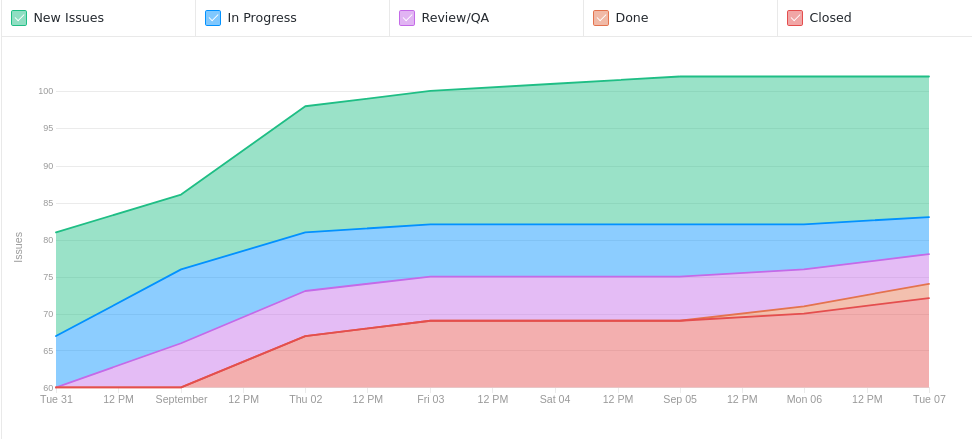 New Issues
In Progress
Review/QA
Done
Closed
100
95
90
85
80
75
70
65
60
Issues
Tue 31
12 PM
September
12 PM
Thu 02
12 PM
Fri 03
12 PM
Sat 04
12 PM
Sep 05
12 PM
Mon 06
12 PM
Tue 07